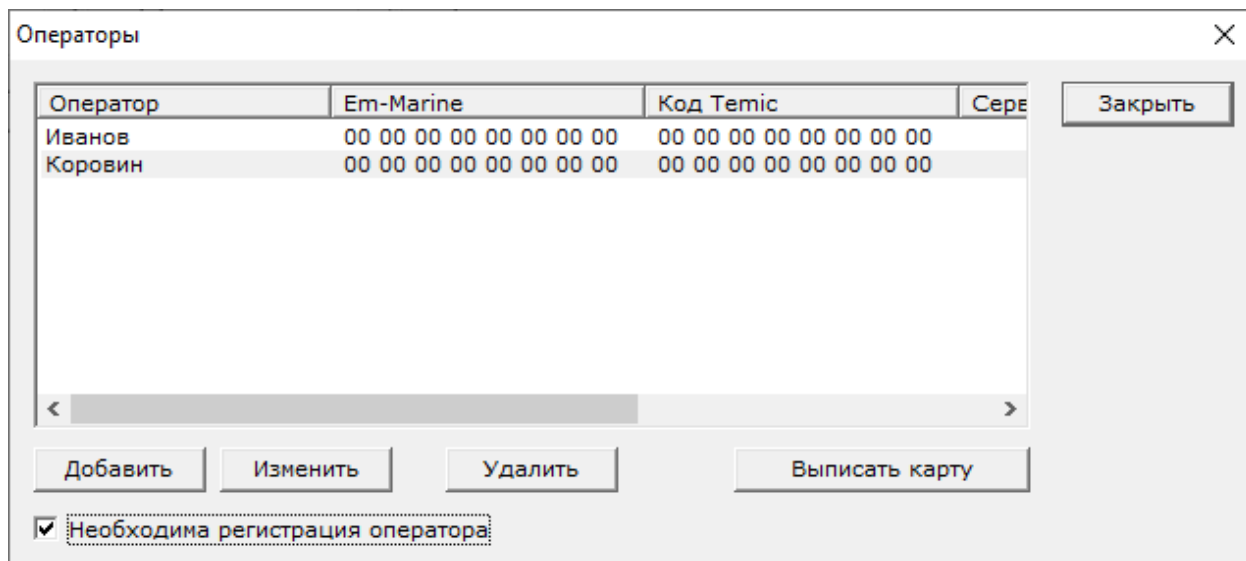 Операторы
Оператор Em-Marine Код Temic Серв
Иванов 00 00 00 00 00 00 00 00 00 00 00 00 00 00 00 00
Коровин 00 00 00 00 00 00 00 00 00 00 00 00 00 00 00 00
Закрыть
Добавить Изменить Удалить Выписать карту
Необходима регистрация оператора